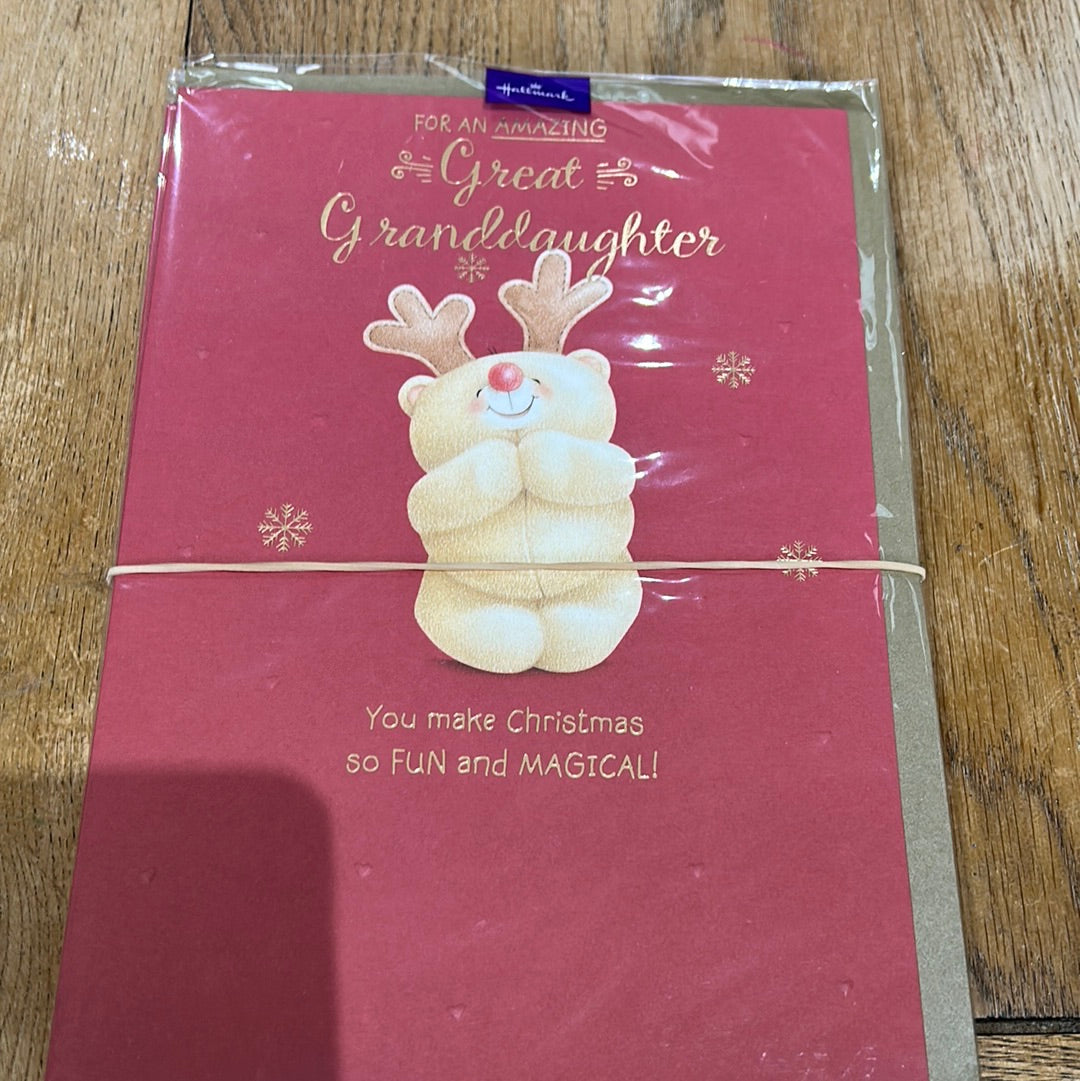 Hallmark
FOR AN AMAZING
Great
Granddaughter
You make Christmas
so FUN and MAGICAL!